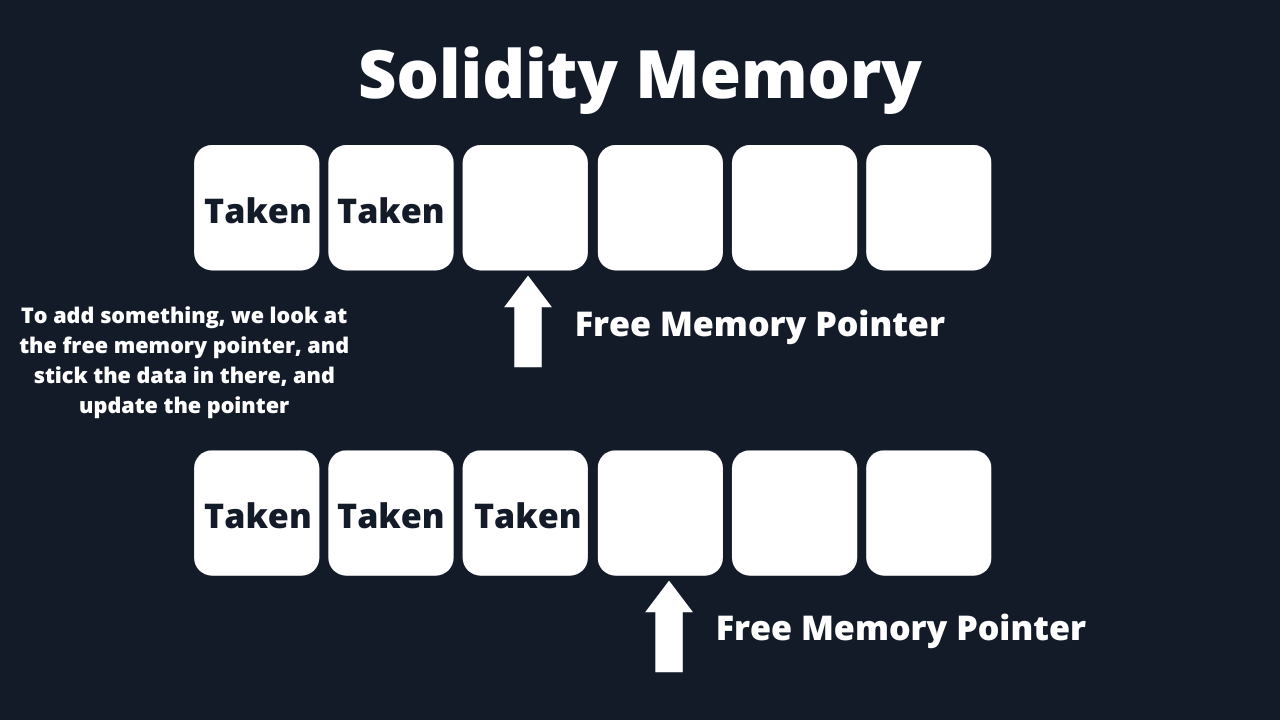 Solidity Memory
Taken Taken
Free Memory Pointer
To add something, we look at
the free memory pointer, and
stick the data in there, and
update the pointer
Taken Taken Taken
Free Memory Pointer